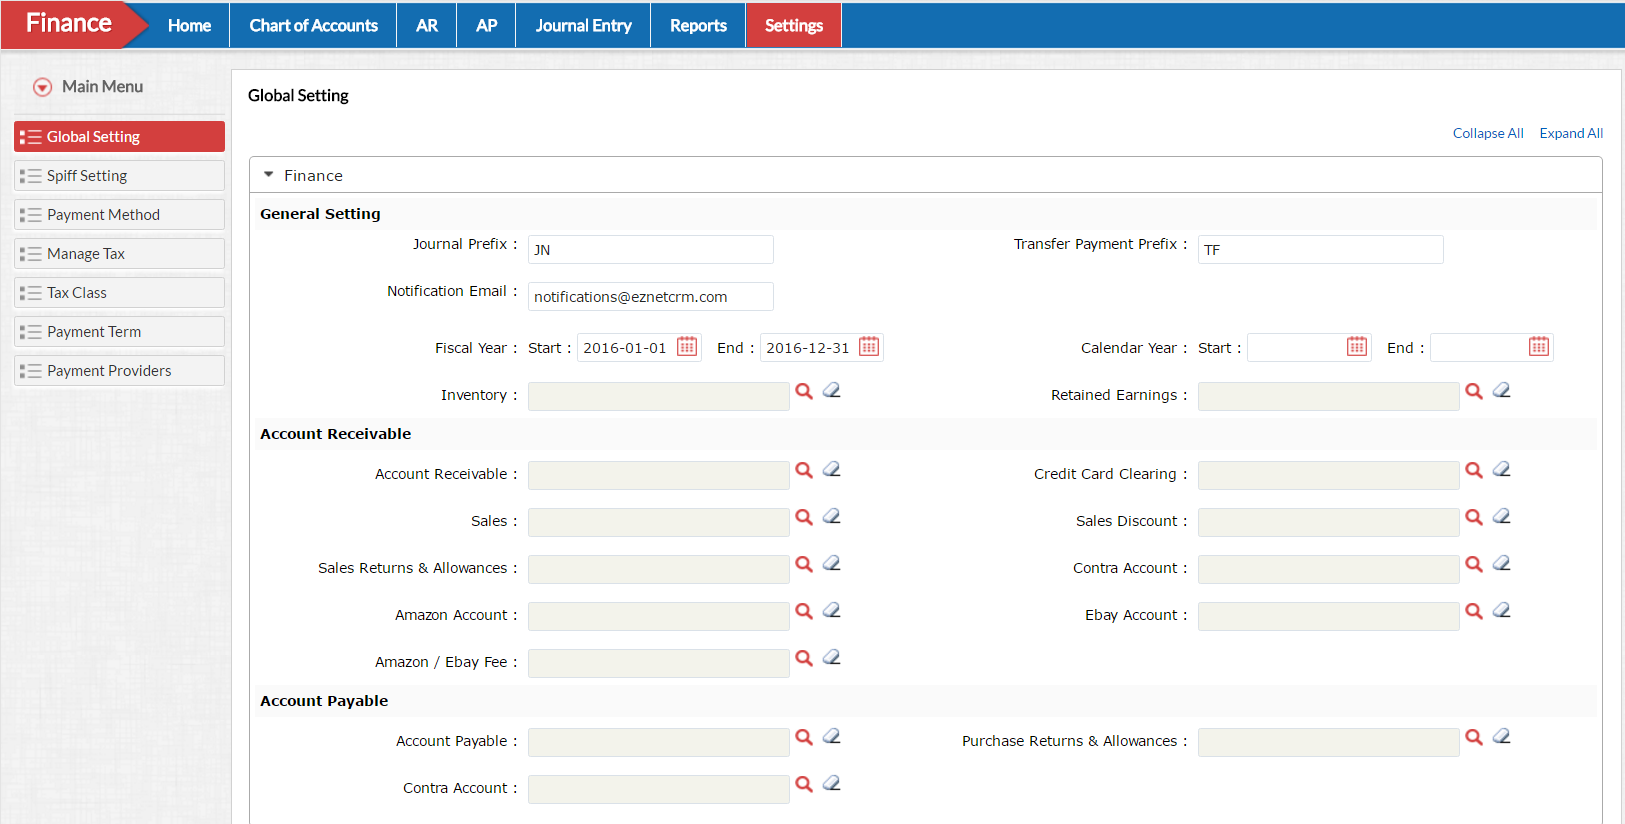 Finance Home Chart of Accounts AR AP Journal Entry Reports Settings
Main Menu
Global Setting
Spiff Setting
Payment Method
Manage Tax
Tax Class
Payment Term
Payment Providers
Global Setting
Collapse All Expand All
Finance
General Setting
Journal Prefix : JN Transfer Payment Prefix : TF
Notification Email : notifications@eznetcrm.com
Fiscal Year : Start : 2016-01-01 End : 2016-12-31 Calendar Year : Start : End :
Inventory : Retained Earnings :
Account Receivable
Account Receivable : Credit Card Clearing :
Sales : Sales Discount :
Sales Returns & Allowances : Contra Account :
Amazon Account : Ebay Account :
Amazon / Ebay Fee :
Account Payable
Account Payable : Purchase Returns & Allowances :
Contra Account :